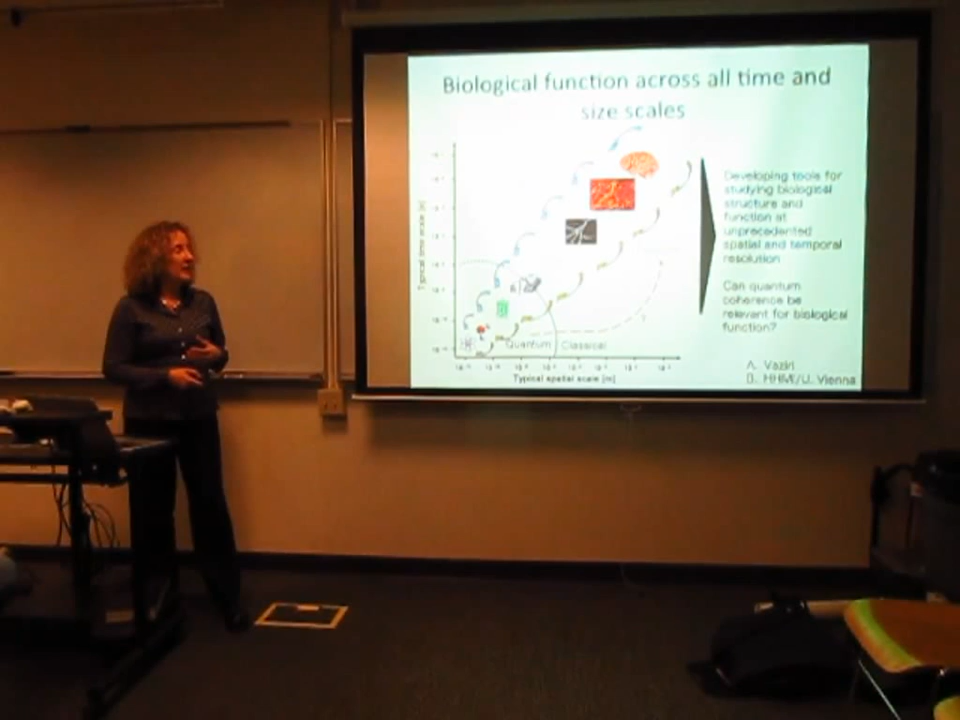 Biological function across all time and
size scales
Developing tools for
studying biological
structure and
function at
unprecedented
spatial and temporal
resolution
Can quantum
coherence be
relevant for biological
function?
Typical time scale [s]
Quantum Classical
Typical spatial scale [m]
A. Vaziri
B. HHMI/U. Vienna